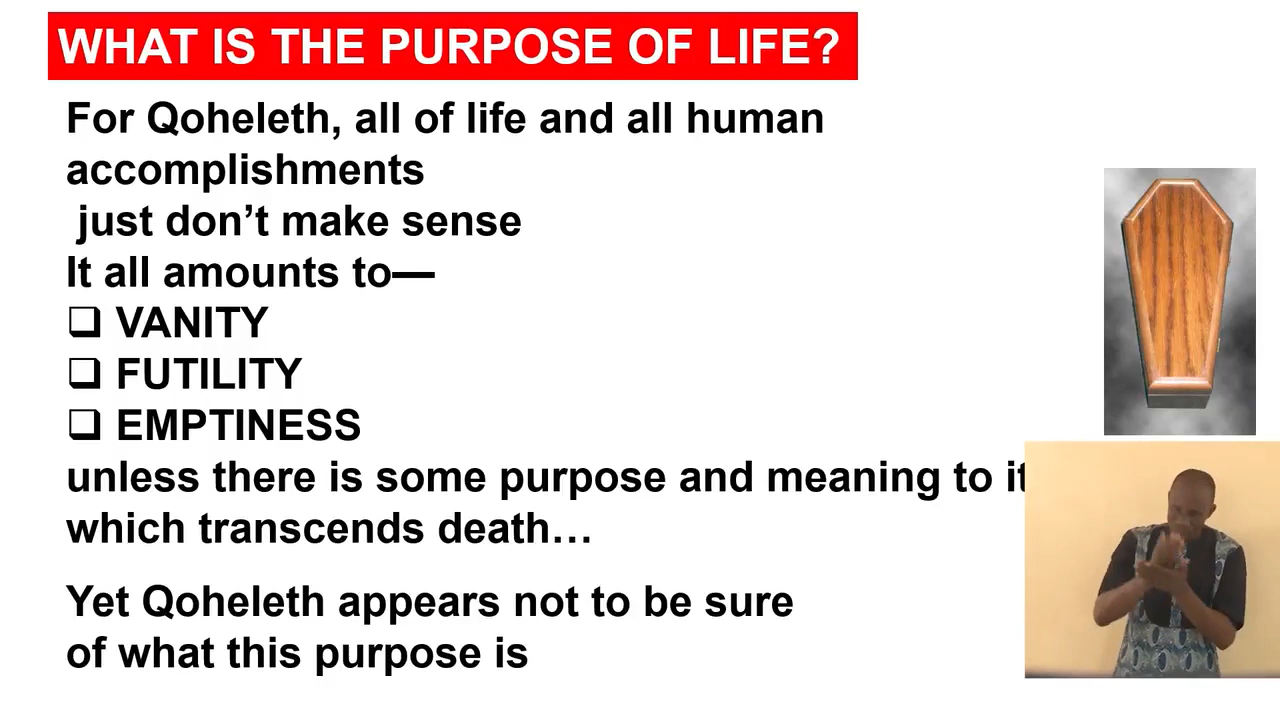 WHAT IS THE PURPOSE OF LIFE?
For Qoheleth, all of life and all human
accomplishments
just don’t make sense
It all amounts to—
❑ VANITY
❑ FUTILITY
❑ EMPTINESS
unless there is some purpose and meaning to it
which transcends death…
Yet Qoheleth appears not to be sure
of what this purpose is